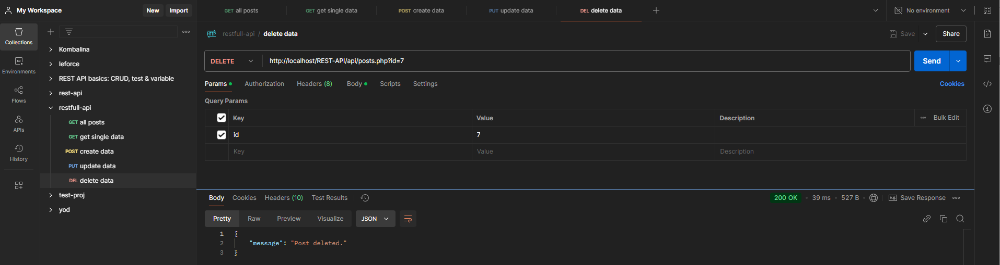 My Workspace
New
Import
GET all posts
GET get single data
POST create data
PUT update data
DEL delete data
No environment
Collections
Environments
Flows
APIs
History
Kombalina
leforce
REST API basics: CRUD, test & variable
rest-api
restfull-api
GET all posts
GET get single data
POST create data
PUT update data
DEL delete data
test-proj
yod
HTTP restfull-api / delete data
Save
Share
DELETE
http://localhost/REST-API/api/posts.php?id=7
Send
Params
Authorization
Headers (8)
Body
Scripts
Settings
Cookies
Query Params
Key
Value
Description
Bulk Edit
id
7
Key
Value
Description
Body
Cookies
Headers (10)
Test Results
200 OK
39 ms
527 B
e.g. Save Response
Pretty
Raw
Preview
Visualize
JSON
1 {
2 "message": "Post deleted."
3 }